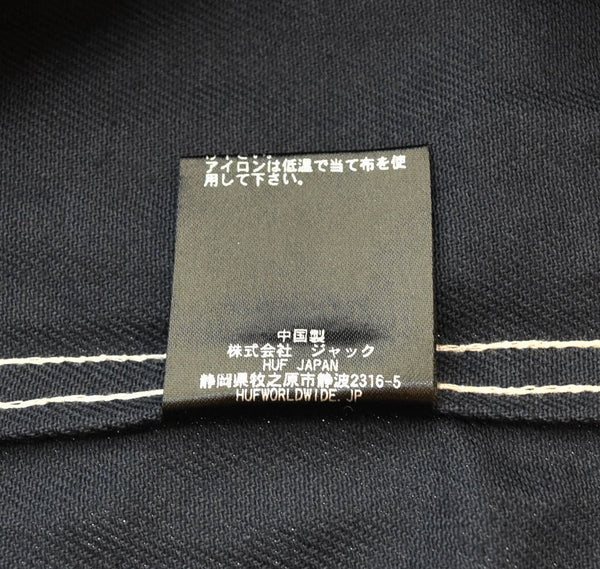 アイロンは低温で当て布を使
用して下さい。
中国製
株式会社　ジャック
HUF JAPAN
静岡県牧之原市静波2316-5
HUFWORLDWIDE.JP